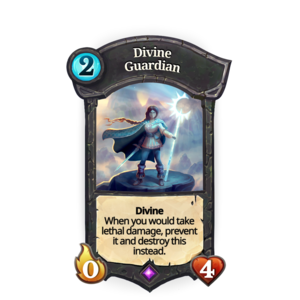 2
Divine
Guardian
Divine
When you would take
lethal damage, prevent
it and destroy this
instead.
0
4